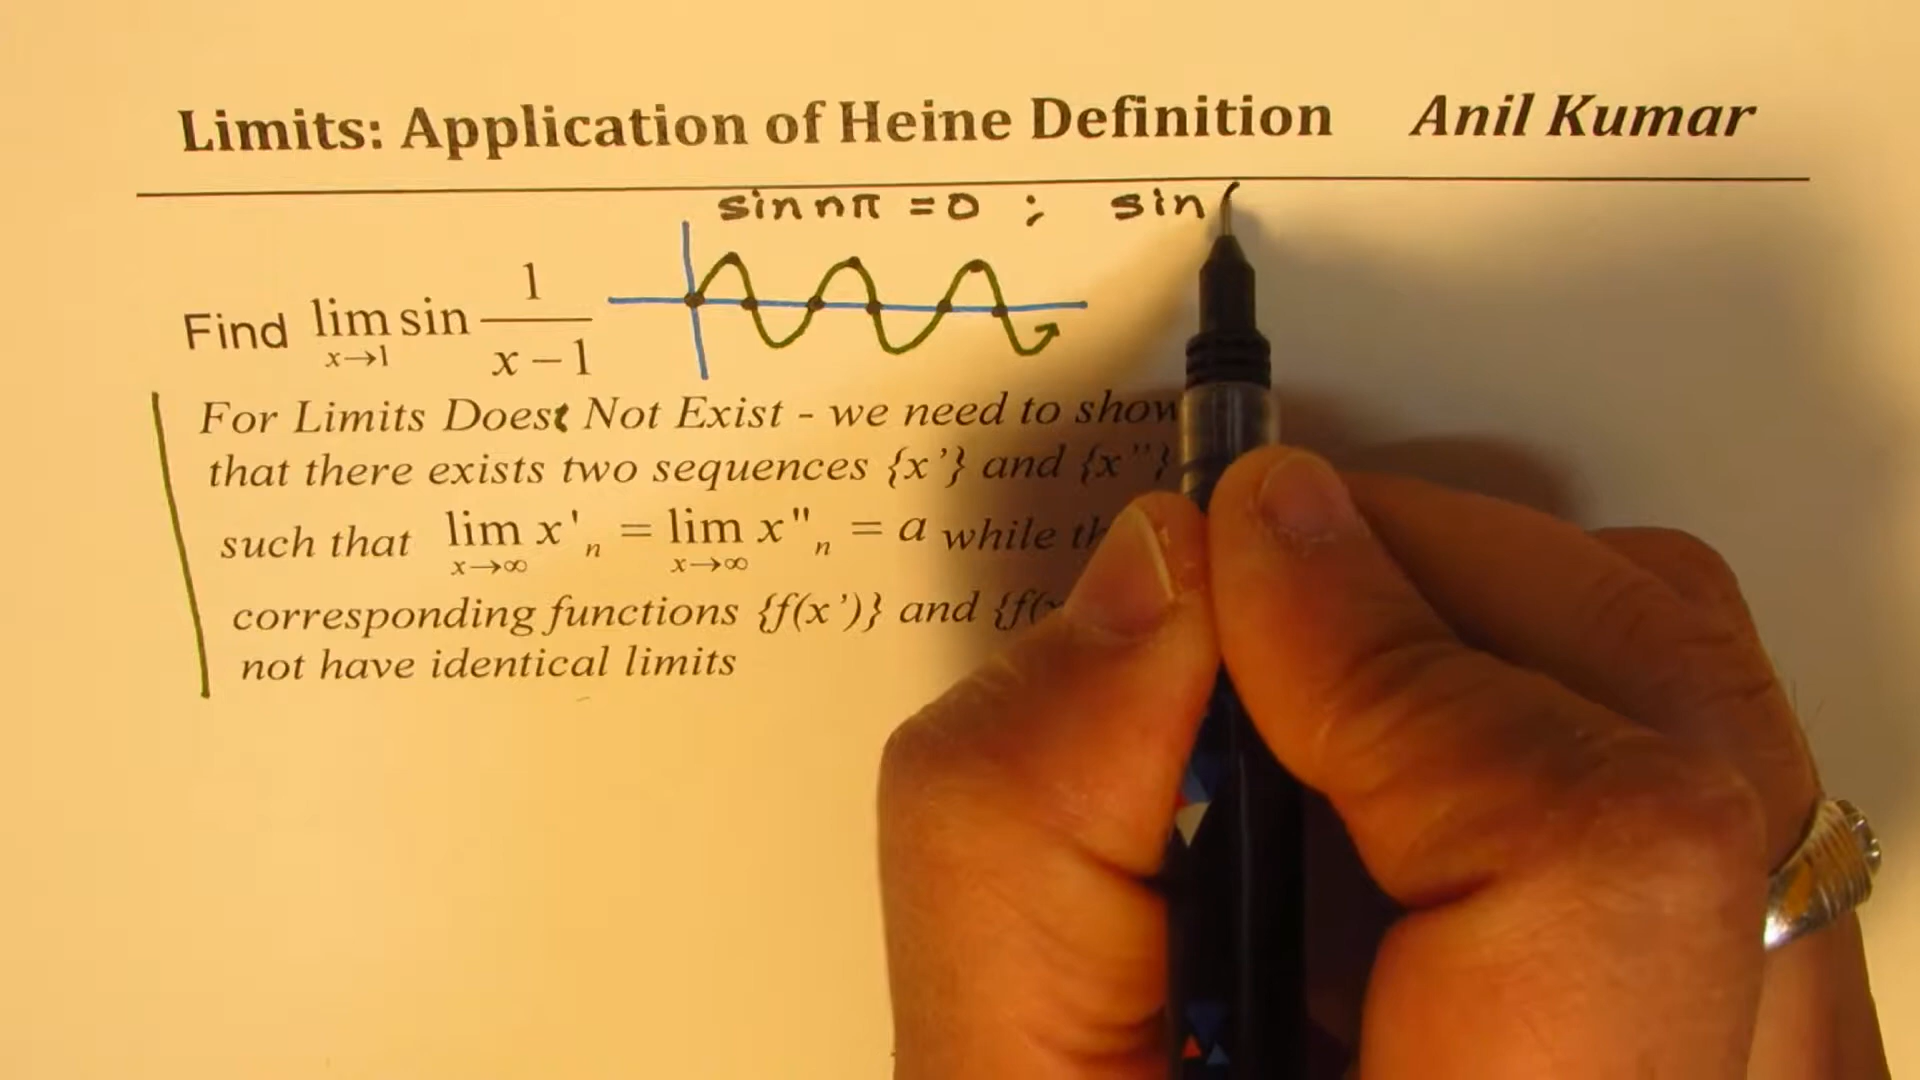 Limits: Application of Heine Definition Anil Kumar
sin nπ = 0 ; sin(
Find lim x→1 sin 1/(x − 1)
For Limits Does Not Exist - we need to show
that there exists two sequences {x'} and {x"}
such that lim x→∞ x'n = lim x→∞ x"n = a while
corresponding functions {f(x')} and
not have identical limits